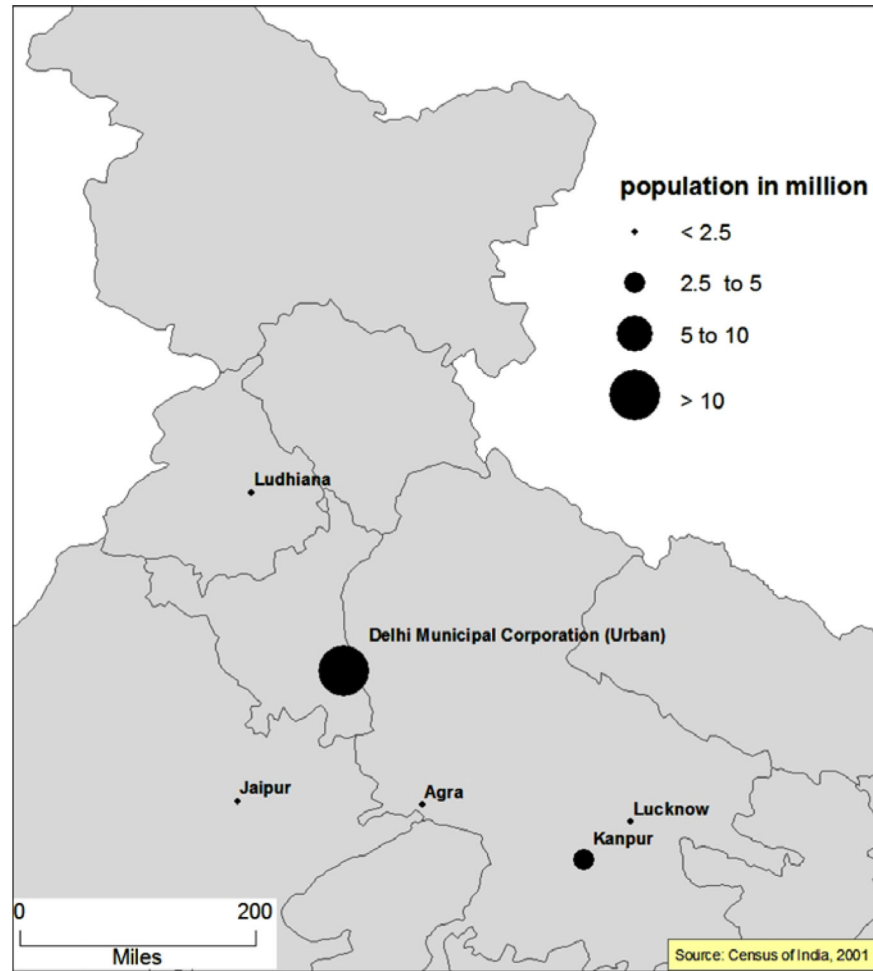 population in million
< 2.5
2.5 to 5
5 to 10
> 10
Ludhiana
Delhi Municipal Corporation (Urban)
Jaipur
Agra
Lucknow
Kanpur
0 200
Miles
Source: Census of India, 2001